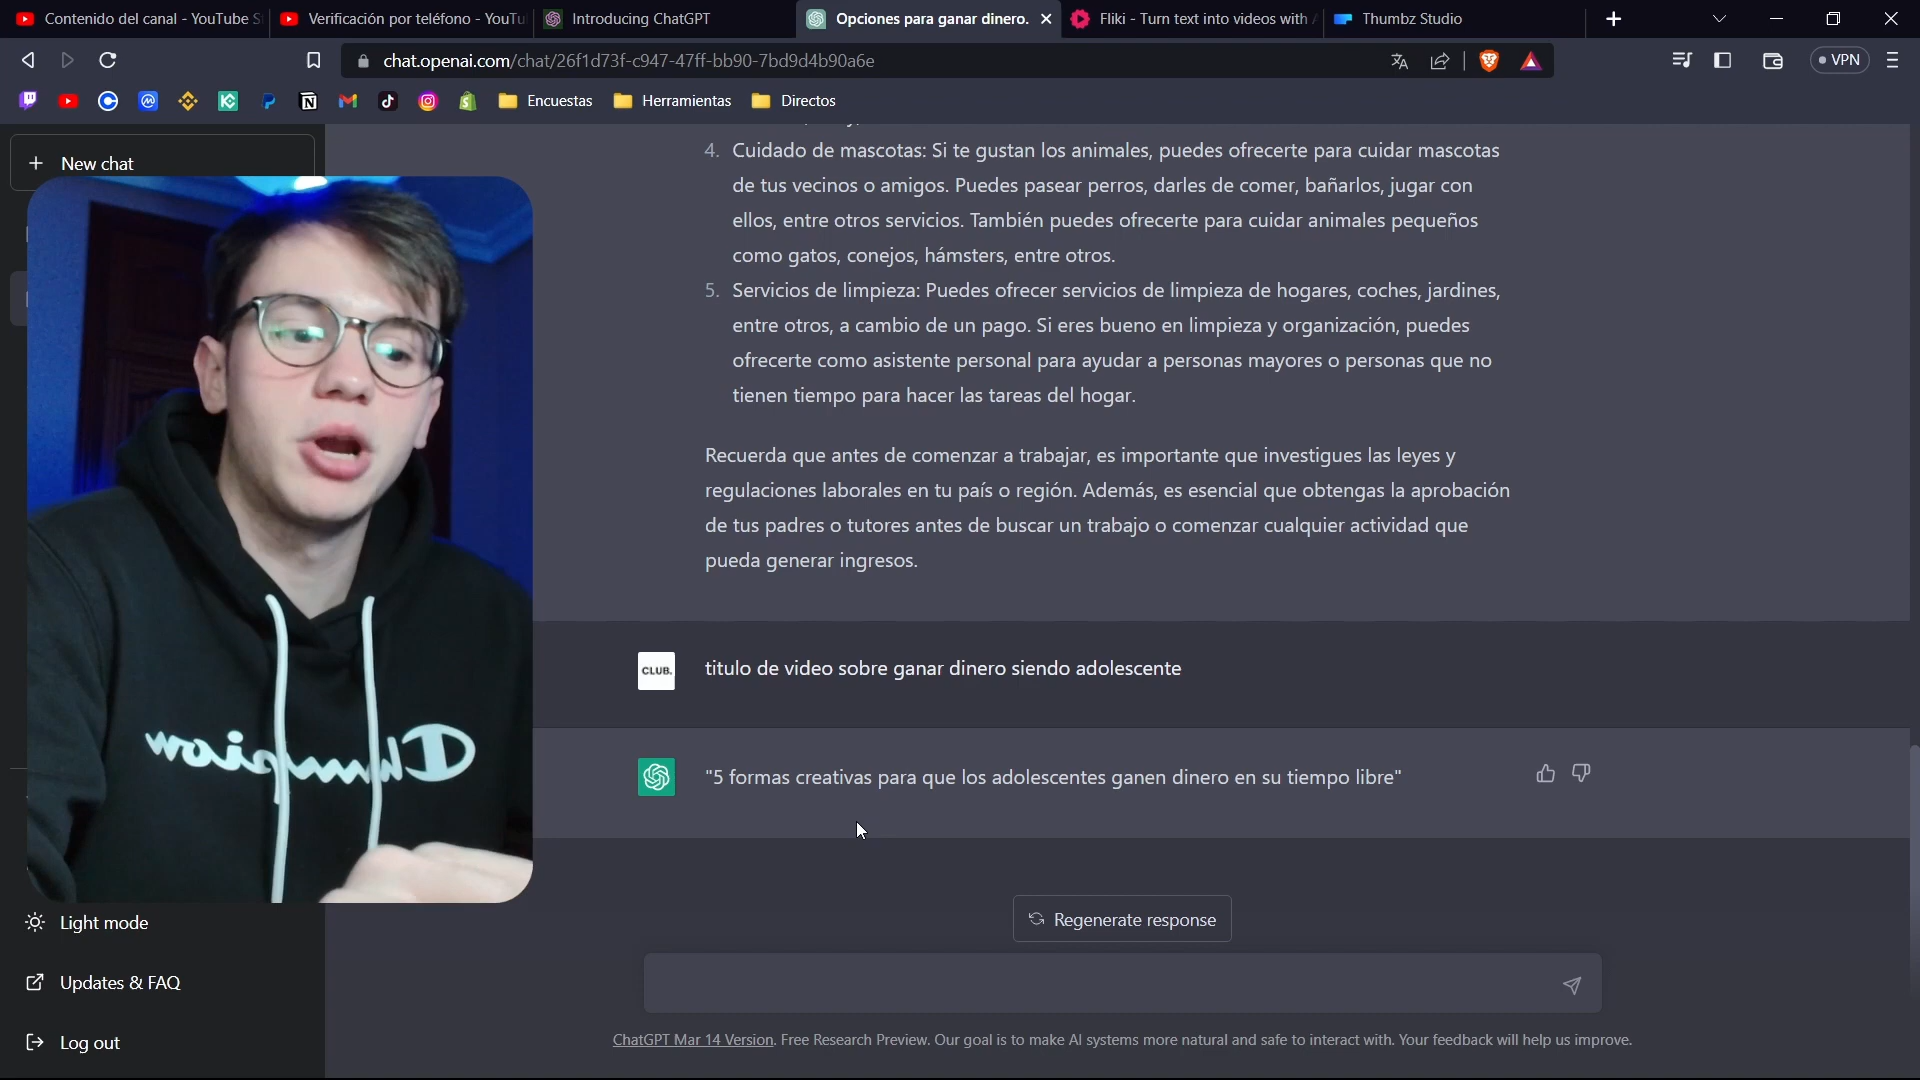 Contenido del canal - YouTube S
Verificación por teléfono - YouTu
Introducing ChatGPT
Opciones para ganar dinero.
Fliki - Turn text into videos with
Thumbz Studio
chat.openai.com/chat/26f1d73f-c947-47ff-bb90-7bd9d4b90a6e
VPN
Encuestas
Herramientas
Directos
New chat
4. Cuidado de mascotas: Si te gustan los animales, puedes ofrecerte para cuidar mascotas
de tus vecinos o amigos. Puedes pasear perros, darles de comer, bañarlos, jugar con
ellos, entre otros servicios. También puedes ofrecerte para cuidar animales pequeños
como gatos, conejos, hámsters, entre otros.
5. Servicios de limpieza: Puedes ofrecer servicios de limpieza de hogares, coches, jardines,
entre otros, a cambio de un pago. Si eres bueno en limpieza y organización, puedes
ofrecerte como asistente personal para ayudar a personas mayores o personas que no
tienen tiempo para hacer las tareas del hogar.
Recuerda que antes de comenzar a trabajar, es importante que investigues las leyes y
regulaciones laborales en tu país o región. Además, es esencial que obtengas la aprobación
de tus padres o tutores antes de buscar un trabajo o comenzar cualquier actividad que
pueda generar ingresos.
CLUB.
titulo de video sobre ganar dinero siendo adolescente
Champion
"5 formas creativas para que los adolescentes ganen dinero en su tiempo libre"
Regenerate response
Light mode
Updates & FAQ
Log out
ChatGPT Mar 14 Version. Free Research Preview. Our goal is to make AI systems more natural and safe to interact with. Your feedback will help us improve.